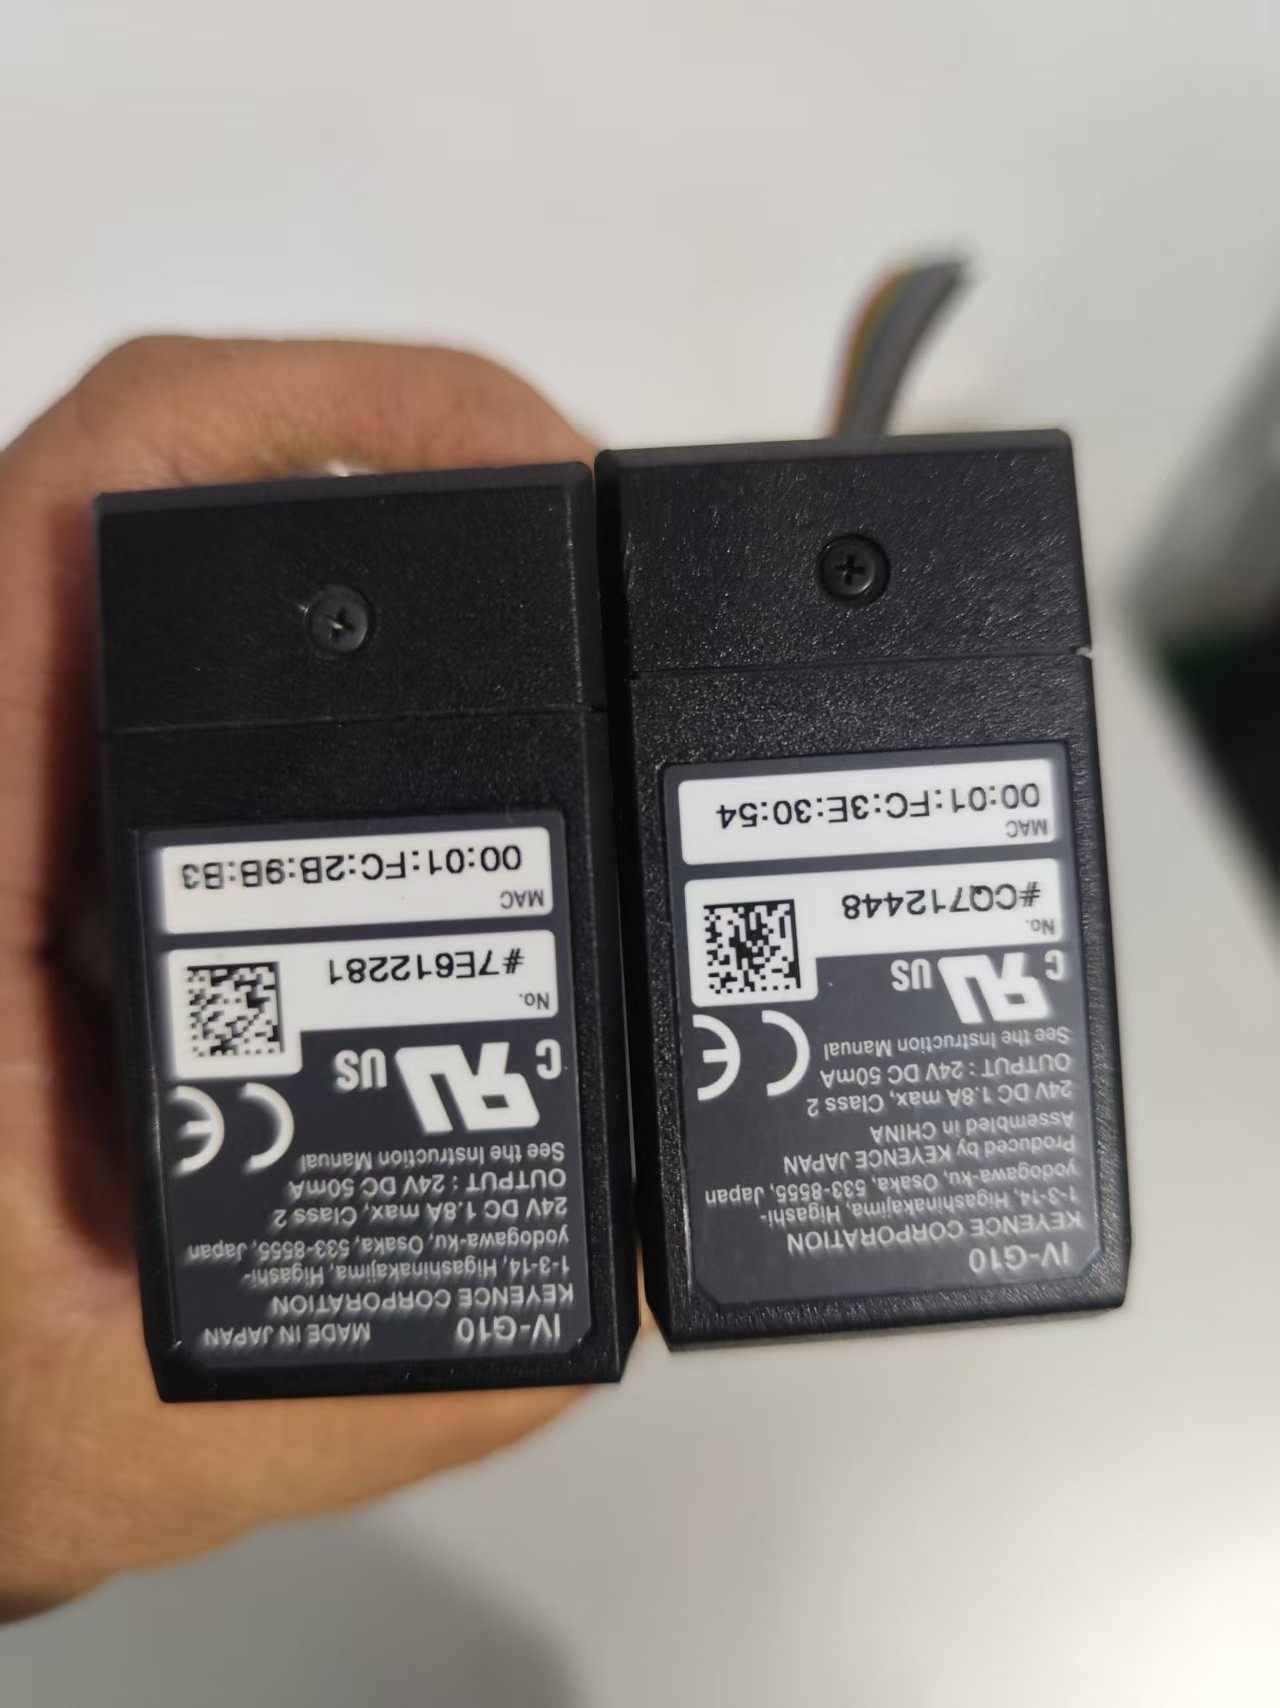 IV-G10 MADE IN JAPAN
KEYENCE CORPORATION
1-3-14, Higashinakajima, Higashi-
yodogawa-ku, Osaka, 533-8555, Japan
24V DC 1.8A max, Class 2
OUTPUT : 24V DC 50mA
See the Instruction Manual
C RU US CE
No.
#7E612281
MAC
00:01:FC:2B:9B:B3
IV-G10
KEYENCE CORPORATION
1-3-14, Higashinakajima, Higashi-
yodogawa-ku, Osaka, 533-8555, Japan
Produced by KEYENCE JAPAN
Assembled in CHINA
24V DC 1.8A max, Class 2
OUTPUT : 24V DC 50mA
See the Instruction Manual
C RU US CE
No.
#CQ712448
MAC
00:01:FC:3E:30:54